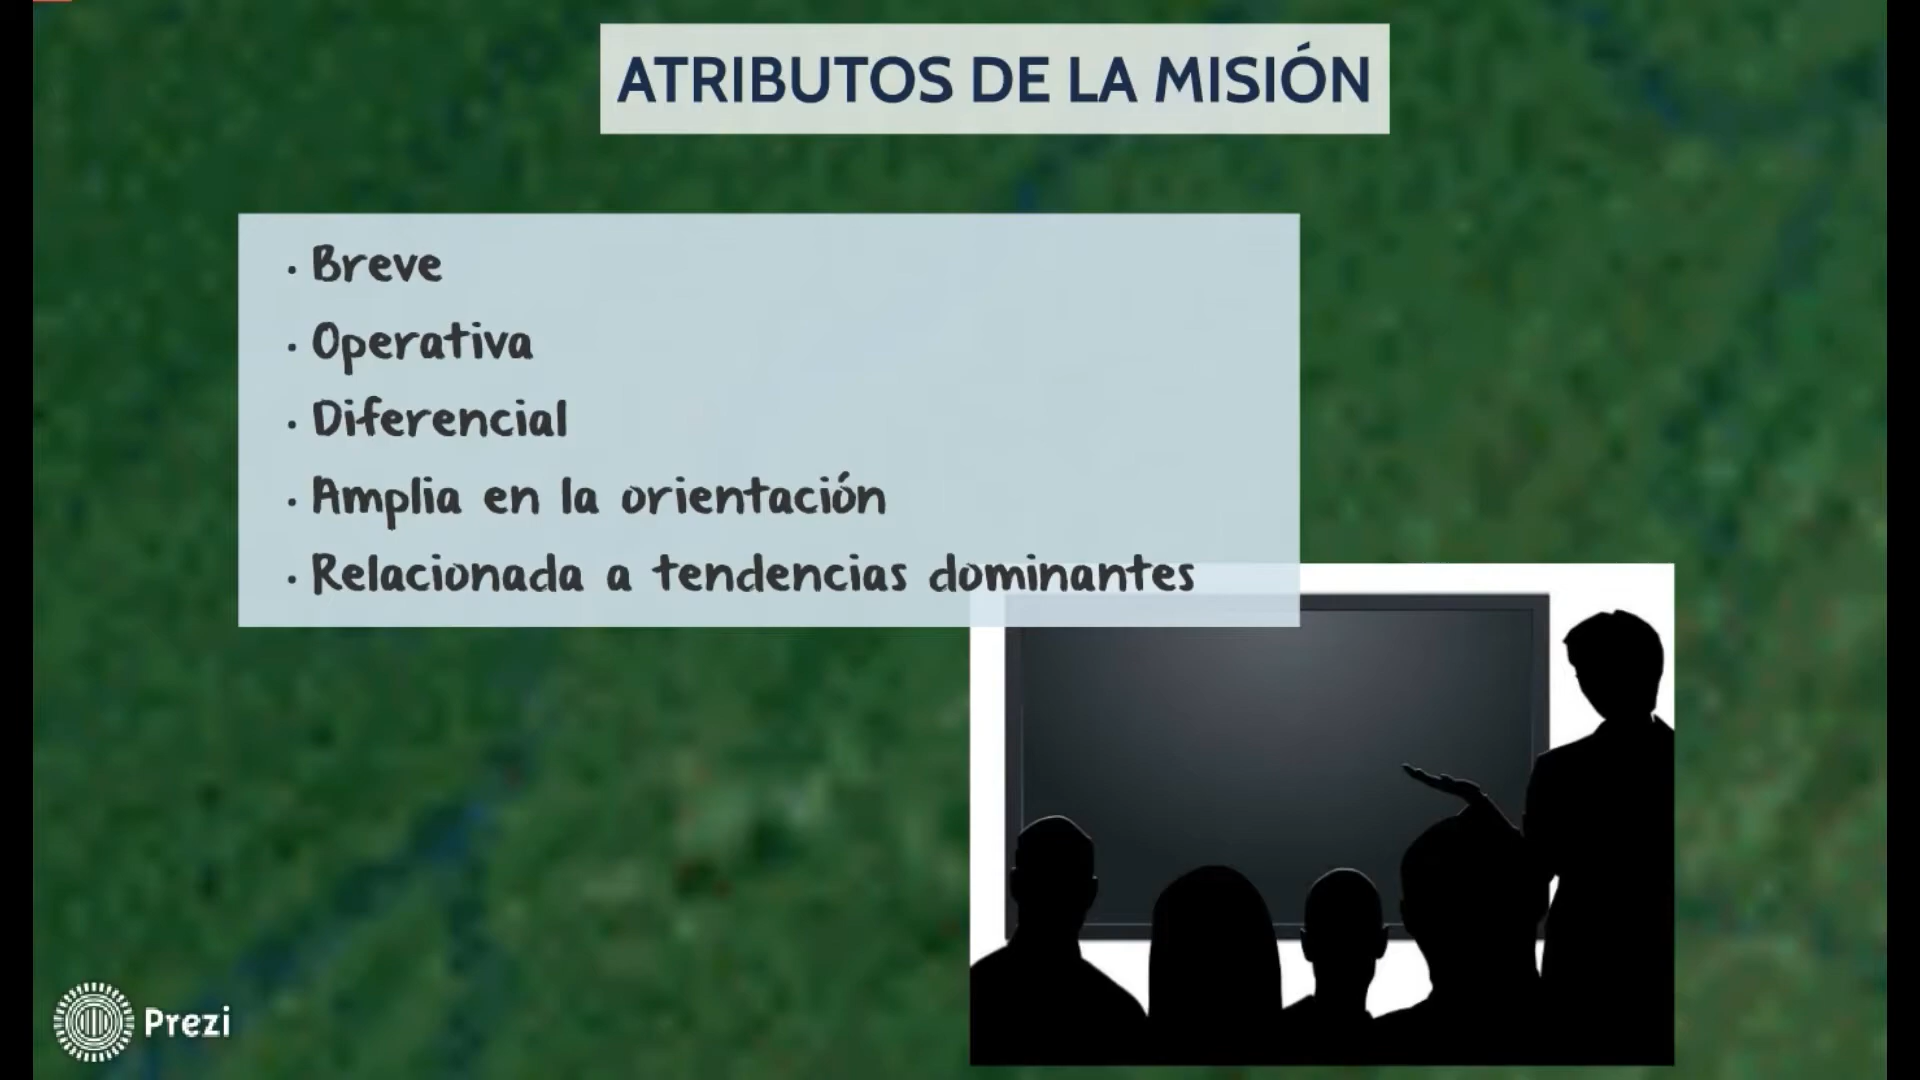 ATRIBUTOS DE LA MISIÓN
· Breve
· Operativa
· Diferencial
· Amplia en la orientación
· Relacionada a tendencias dominantes
Prezi